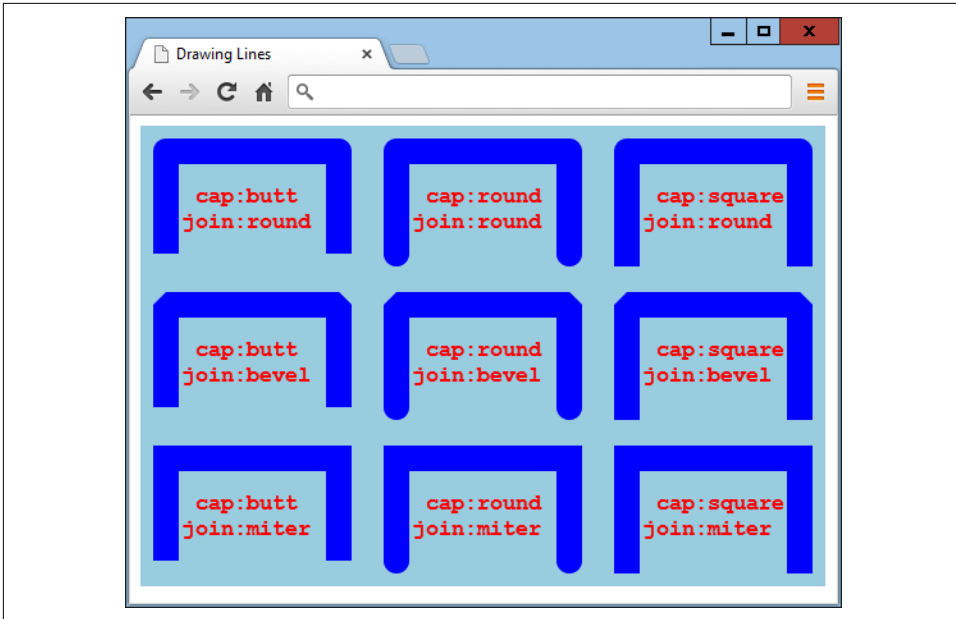 Drawing Lines
cap:butt
join:round
cap:round
join:round
cap:square
join:round
cap:butt
join:bevel
cap:round
join:bevel
cap:square
join:bevel
cap:butt
join:miter
cap:round
join:miter
cap:square
join:miter